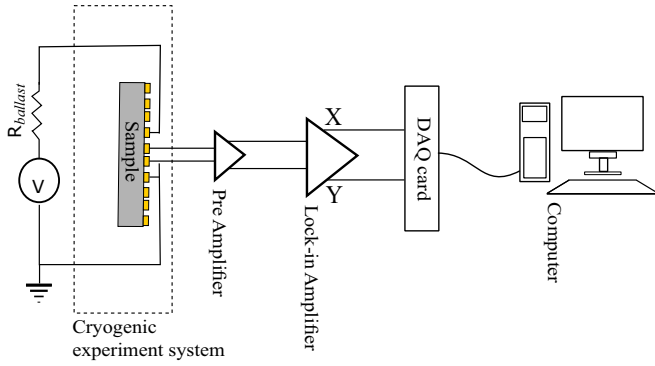 R_ballast
V
Sample
Cryogenic
experiment system
Pre Amplifier
X
Y
Lock-in Amplifier
DAQ card
Computer